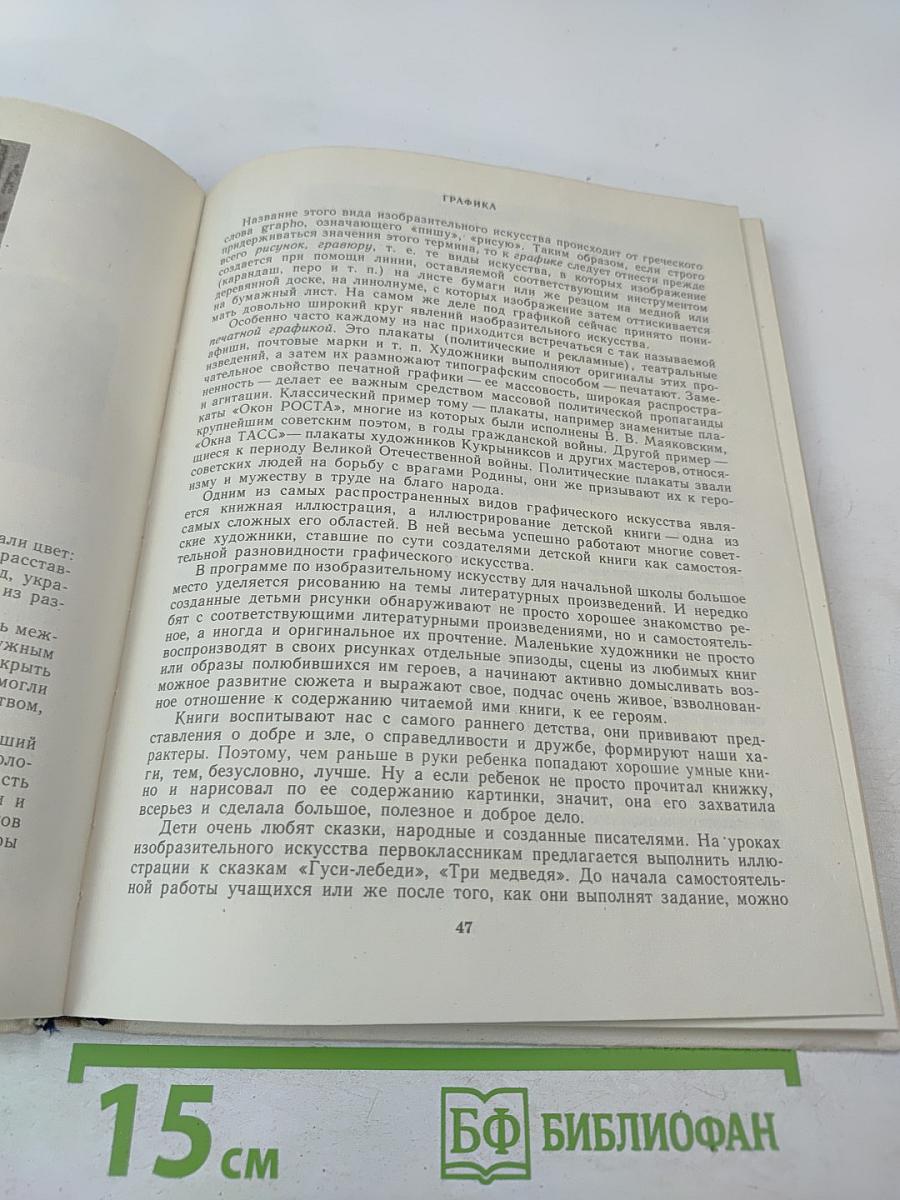 али цвет:
расстав-
д, укра-
из раз-
ь меж-
ужным
крыть
могли
твом,
ший
оло-
сть
и и
ов
ры
ГРАФИКА
Название этого вида изобразительного искусства происходит от греческого
слова grapho, означающего «пишу», «рисую». Таким образом, если строго
придерживаться значения этого термина, то к графике следует отнести прежде
всего рисунок, гравюру, т. е. те виды искусства, в которых изображение
создается при помощи линии, оставляемой соответствующим инструментом
(карандаш, перо и т. п.) на листе бумаги или же резцом на медной или
деревянной доске, на линолиуме, с которых изображение затем оттискивается
на бумажный лист. На самом же деле под графикой сейчас принято пони-
мать довольно широкий круг явлений изобразительного искусства.
Особенно часто каждому из нас приходится встречаться с так называемой
печатной графикой. Это плакаты (политические и рекламные), театральные
афиши, почтовые марки и т. п. Художники выполняют оригиналы этих про-
изведений, а затем их размножают типографским способом — печатают. Заме-
чательное свойство печатной графики — ее массовость, широкая распростра-
ненность — делает ее важным средством массовой политической пропаганды
и агитации. Классический пример тому — плакаты, например знаменитые пла-
каты «Окон РОСТА», многие из которых были исполнены В. В. Маяковским,
крупнейшим советским поэтом, в годы гражданской войны. Другой пример —
«Окна ТАСС»— плакаты художников Кукрыниксов и других мастеров, относя-
щиеся к периоду Великой Отечественной войны. Политические плакаты звали
советских людей на борьбу с врагами Родины, они же призывают их к геро-
изму и мужеству в труде на благо народа.
Одним из самых распространенных видов графического искусства явля-
ется книжная иллюстрация, а иллюстрирование детской книги — одна из
самых сложных его областей. В ней весьма успешно работают многие совет-
ские художники, ставшие по сути создателями детской книги как самостоя-
тельной разновидности графического искусства.
В программе по изобразительному искусству для начальной школы большое
место уделяется рисованию на темы литературных произведений. И нередко
созданные детьми рисунки обнаруживают не просто хорошее знакомство ре-
бят с соответствующими литературными произведениями, но и самостоятель-
ное, а иногда и оригинальное их прочтение. Маленькие художники не просто
воспроизводят в своих рисунках отдельные эпизоды, сцены из любимых книг
или образы полюбившихся им героев, а начинают активно домысливать воз-
можное развитие сюжета и выражают свое, подчас очень живое, взволнован-
ное отношение к содержанию читаемой ими книги, к ее героям.
Книги воспитывают нас с самого раннего детства, они прививают пред-
ставления о добре и зле, о справедливости и дружбе, формируют наши ха-
рактеры. Поэтому, чем раньше в руки ребенка попадают хорошие умные кни-
ги, тем, безусловно, лучше. Ну а если ребенок не просто прочитал книжку,
но и нарисовал по ее содержанию картинки, значит, она его захватила
всерьез и сделала большое, полезное и доброе дело.
Дети очень любят сказки, народные и созданные писателями. На уроках
изобразительного искусства первоклассникам предлагается выполнить иллю-
страции к сказкам «Гуси-лебеди», «Три медведя». До начала самостоятель-
ной работы учащихся или же после того, как они выполнят задание, можно
47
15 см
БФ БИБЛИОФАН